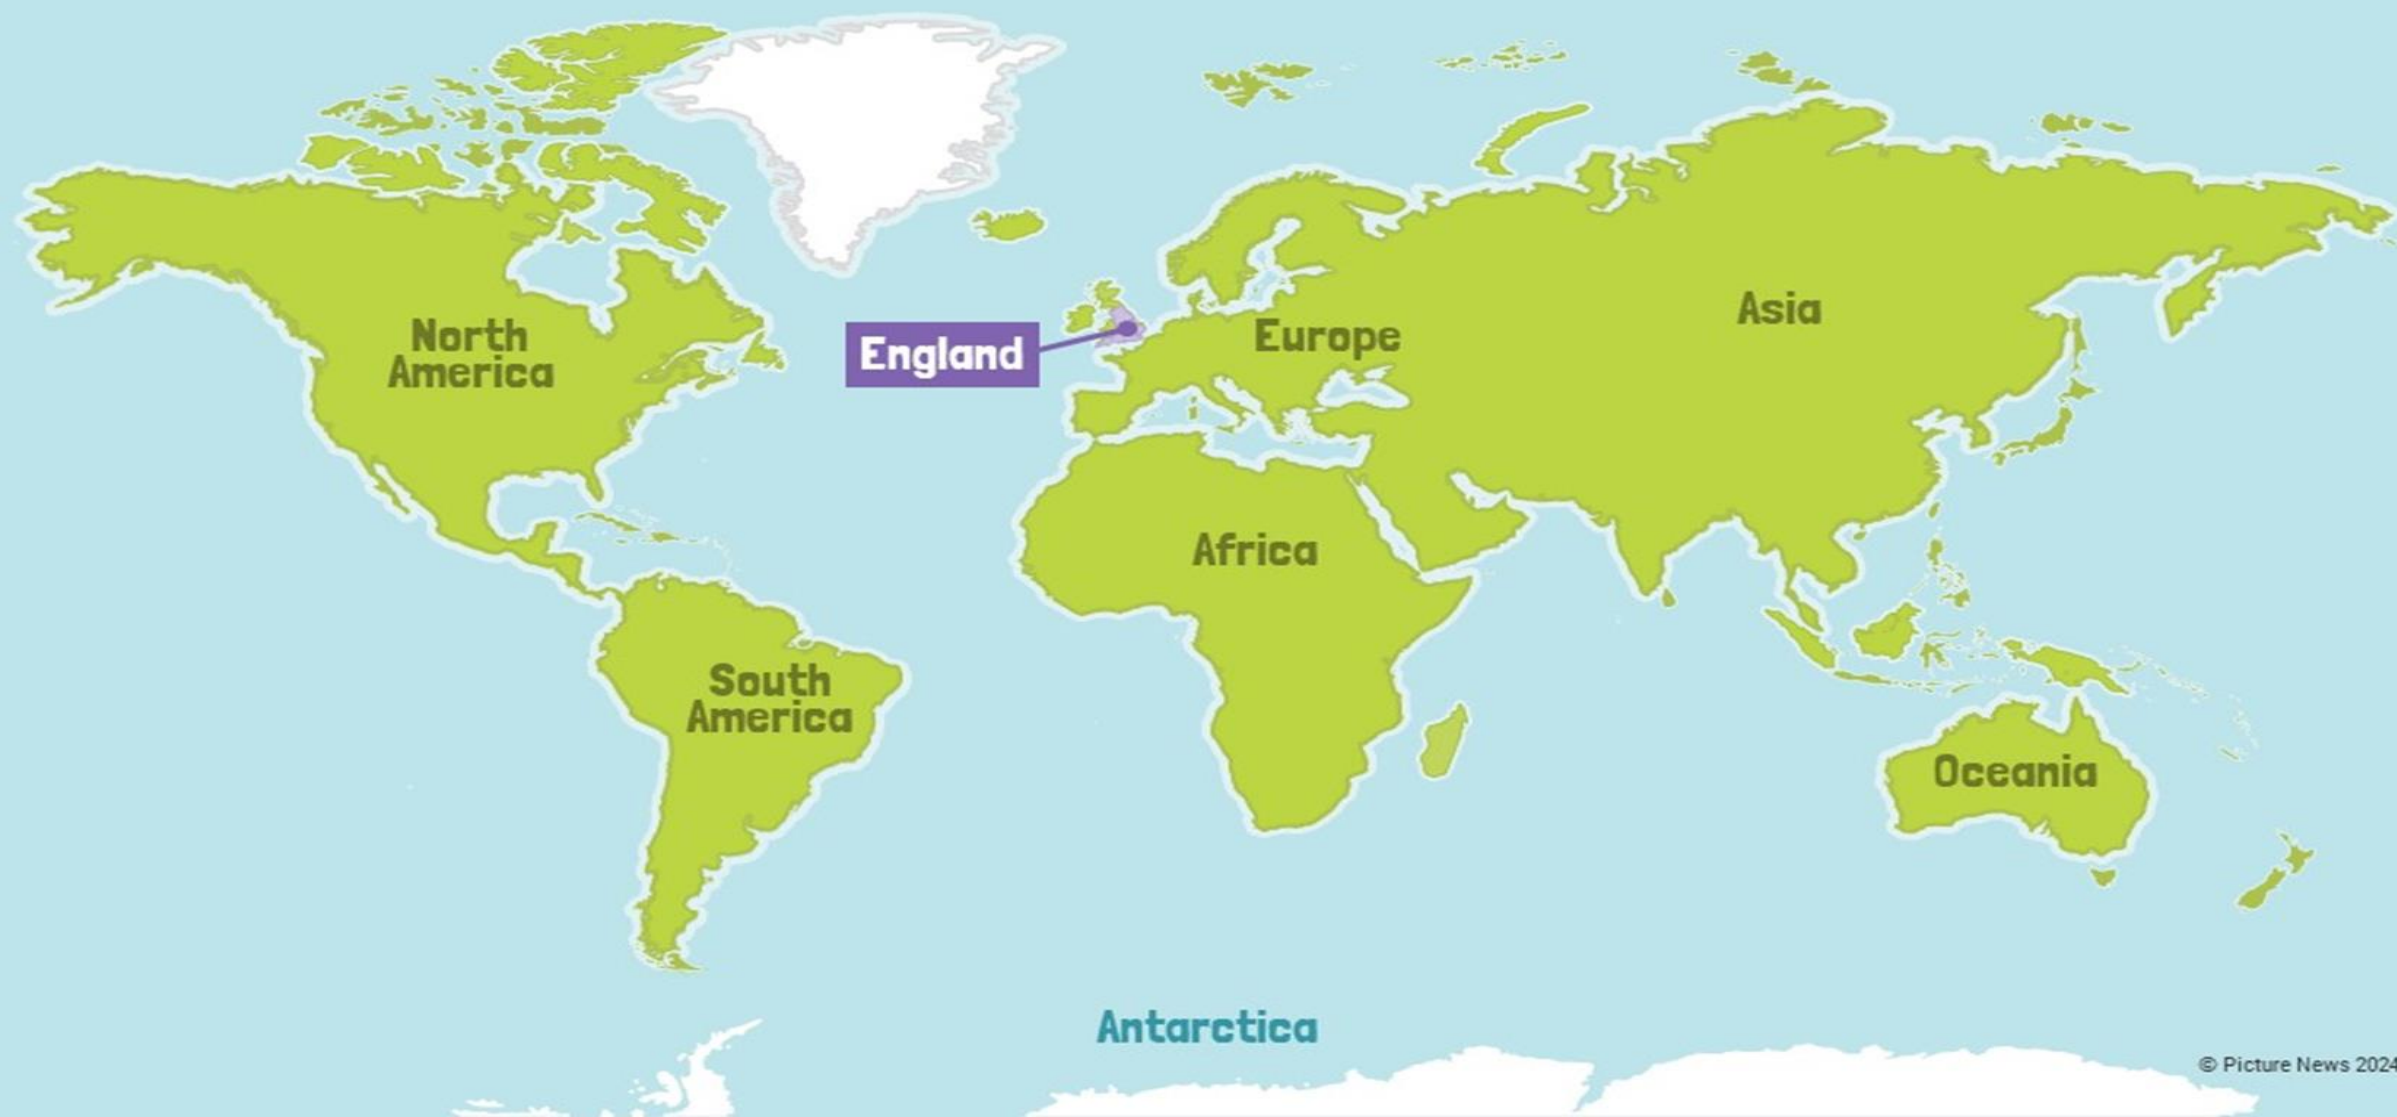 North
America
England
Europe
Asia
Africa
South
America
Oceania
Antarctica
© Picture News 2024